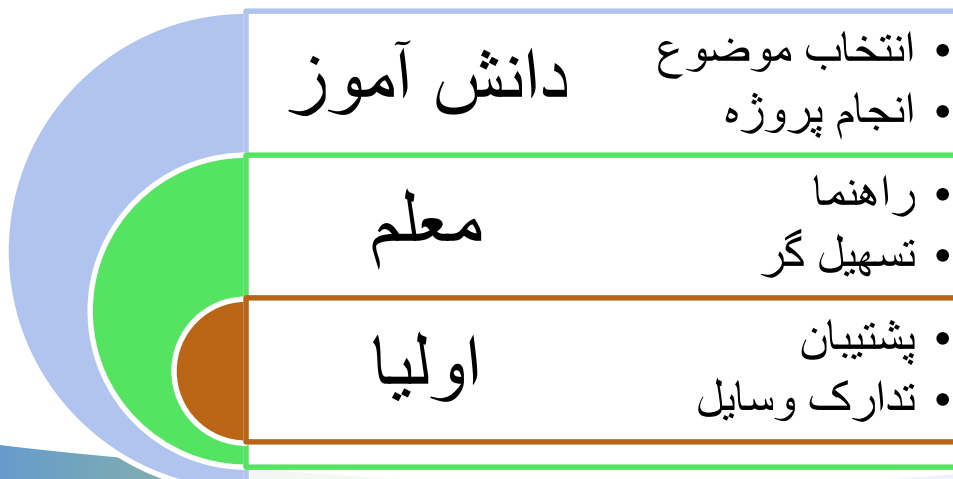 دانش آموز
• انتخاب موضوع
• انجام پروژه
معلم
• راهنما
• تسهیل گر
اولیا
• پشتیبان
• تدارک وسایل